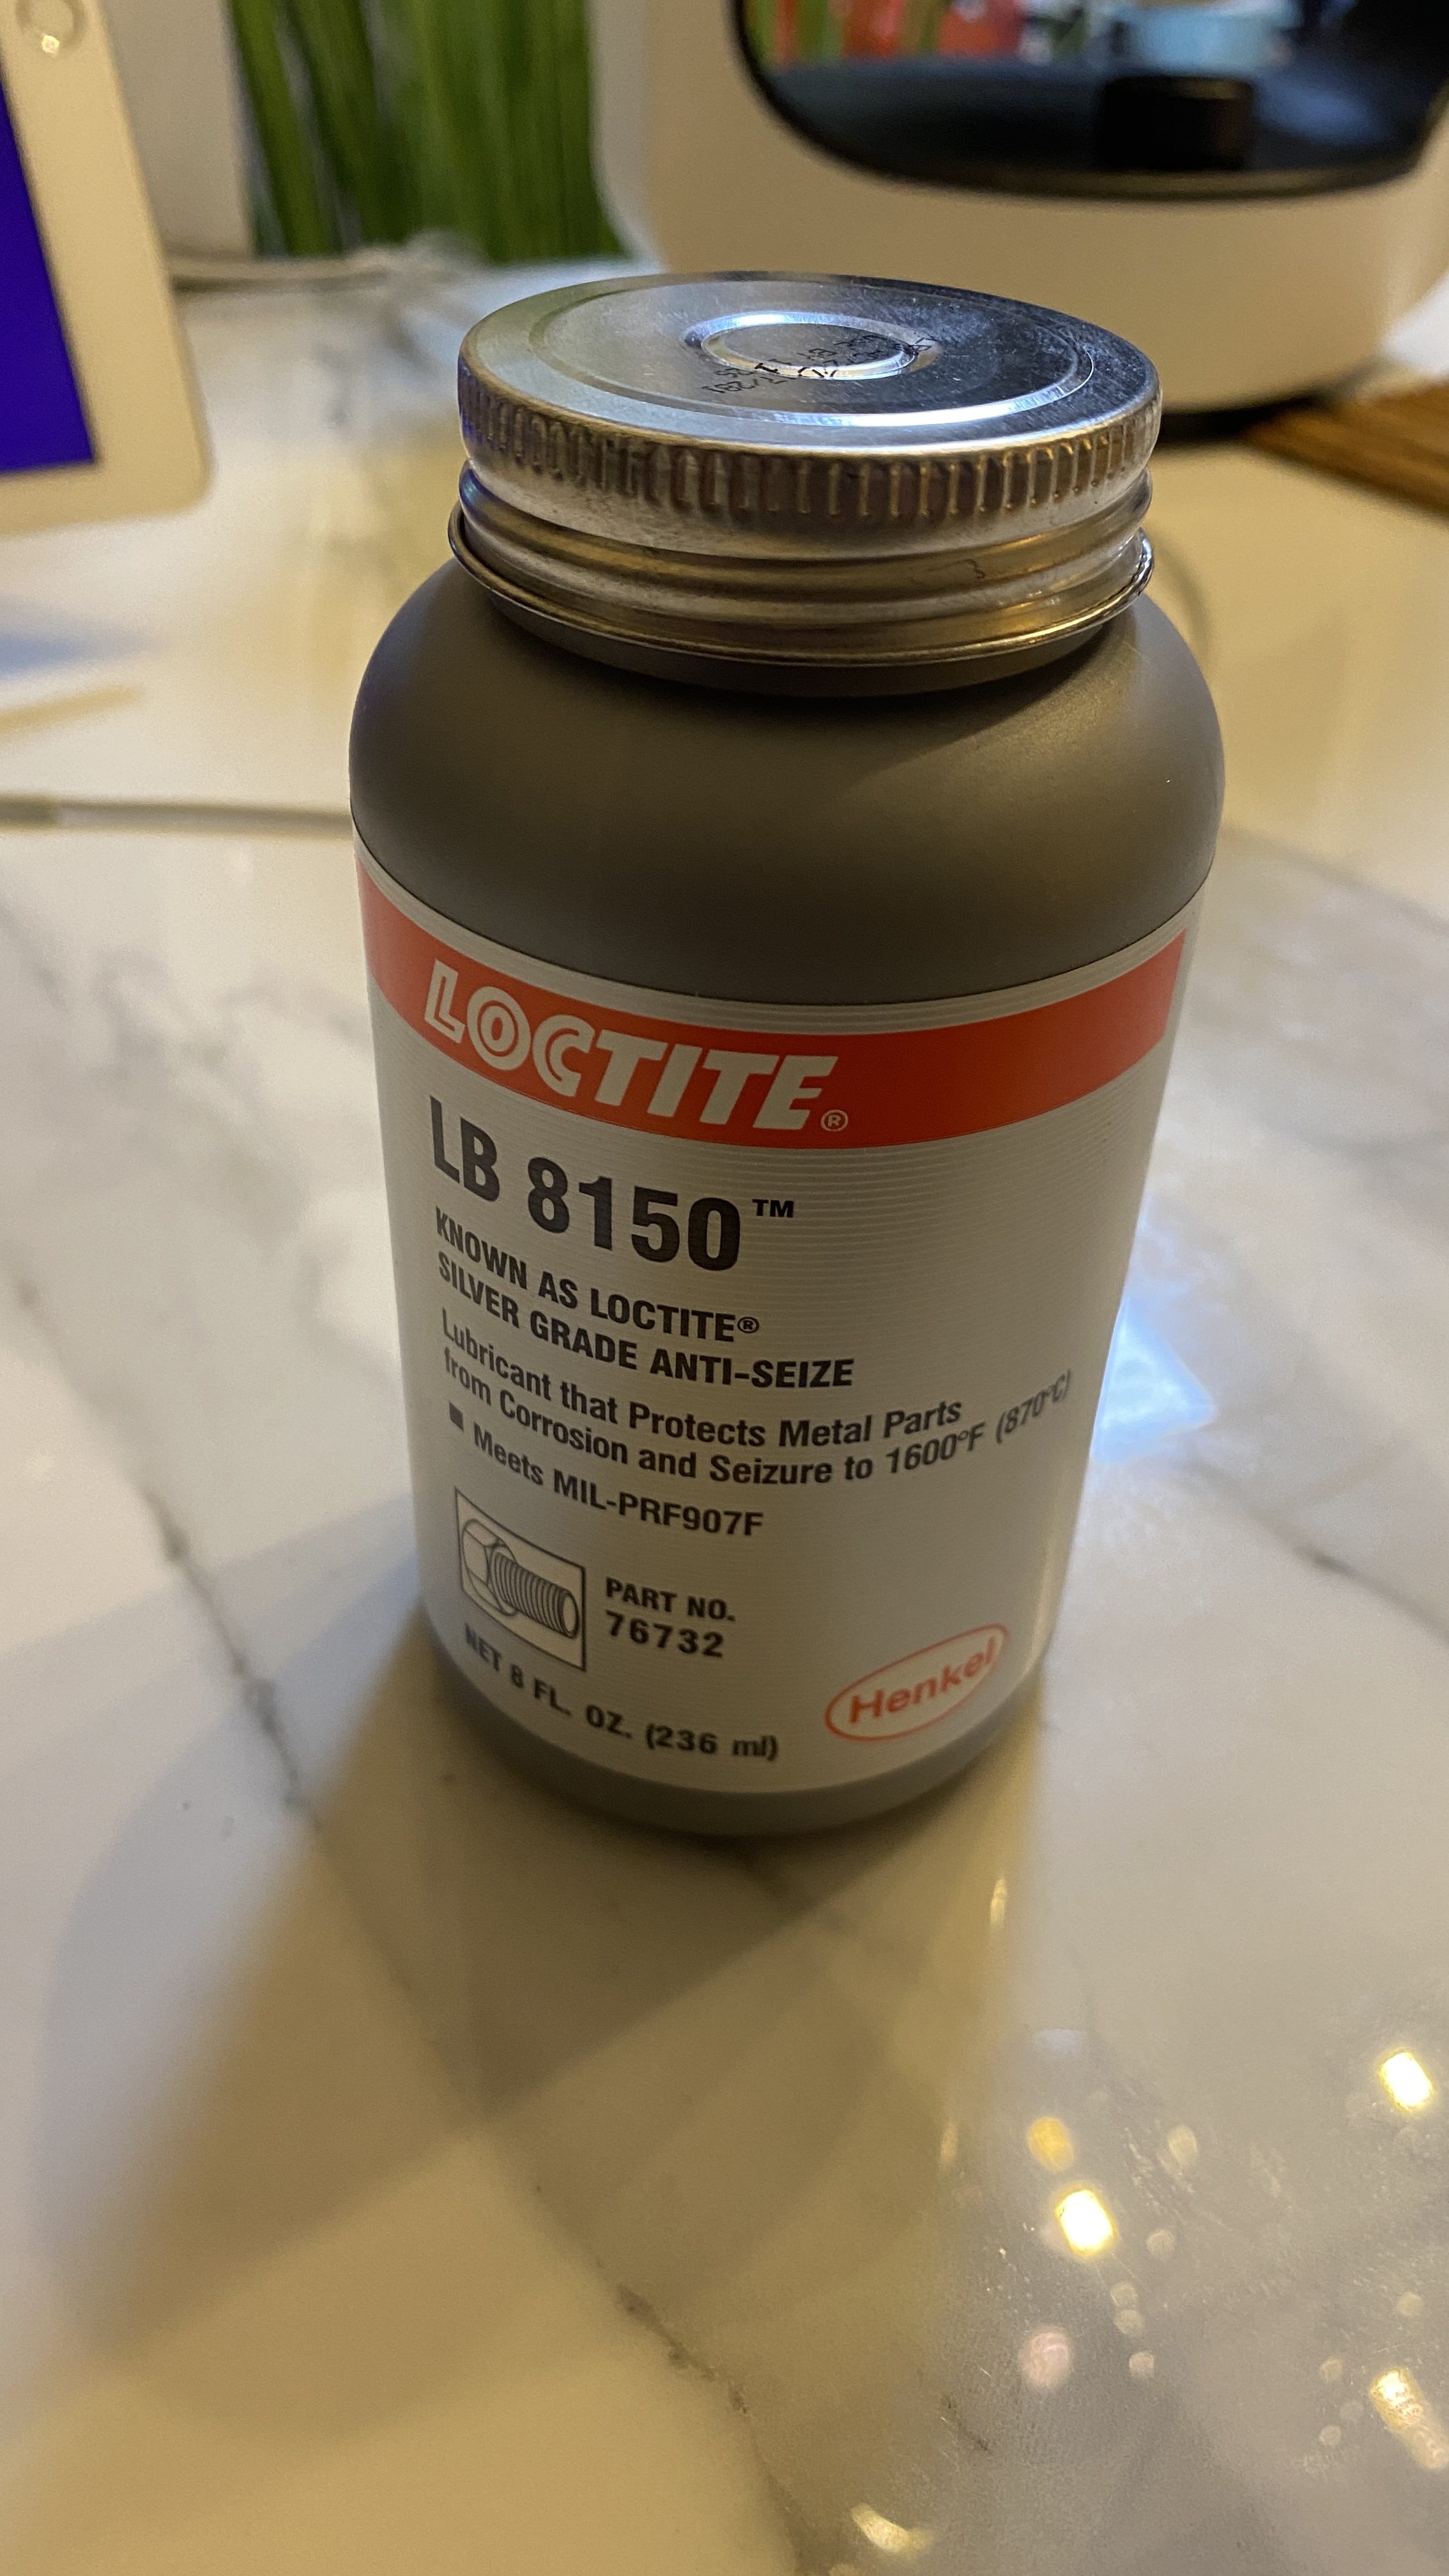 LOCTITE®
LB 8150™
KNOWN AS LOCTITE®
SILVER GRADE ANTI-SEIZE
Lubricant that Protects Metal Parts
from Corrosion and Seizure to 1600°F (870°C)
■ Meets MIL-PRF907F
PART NO.
76732
NET 8 FL. OZ. (236 ml)
Henkel